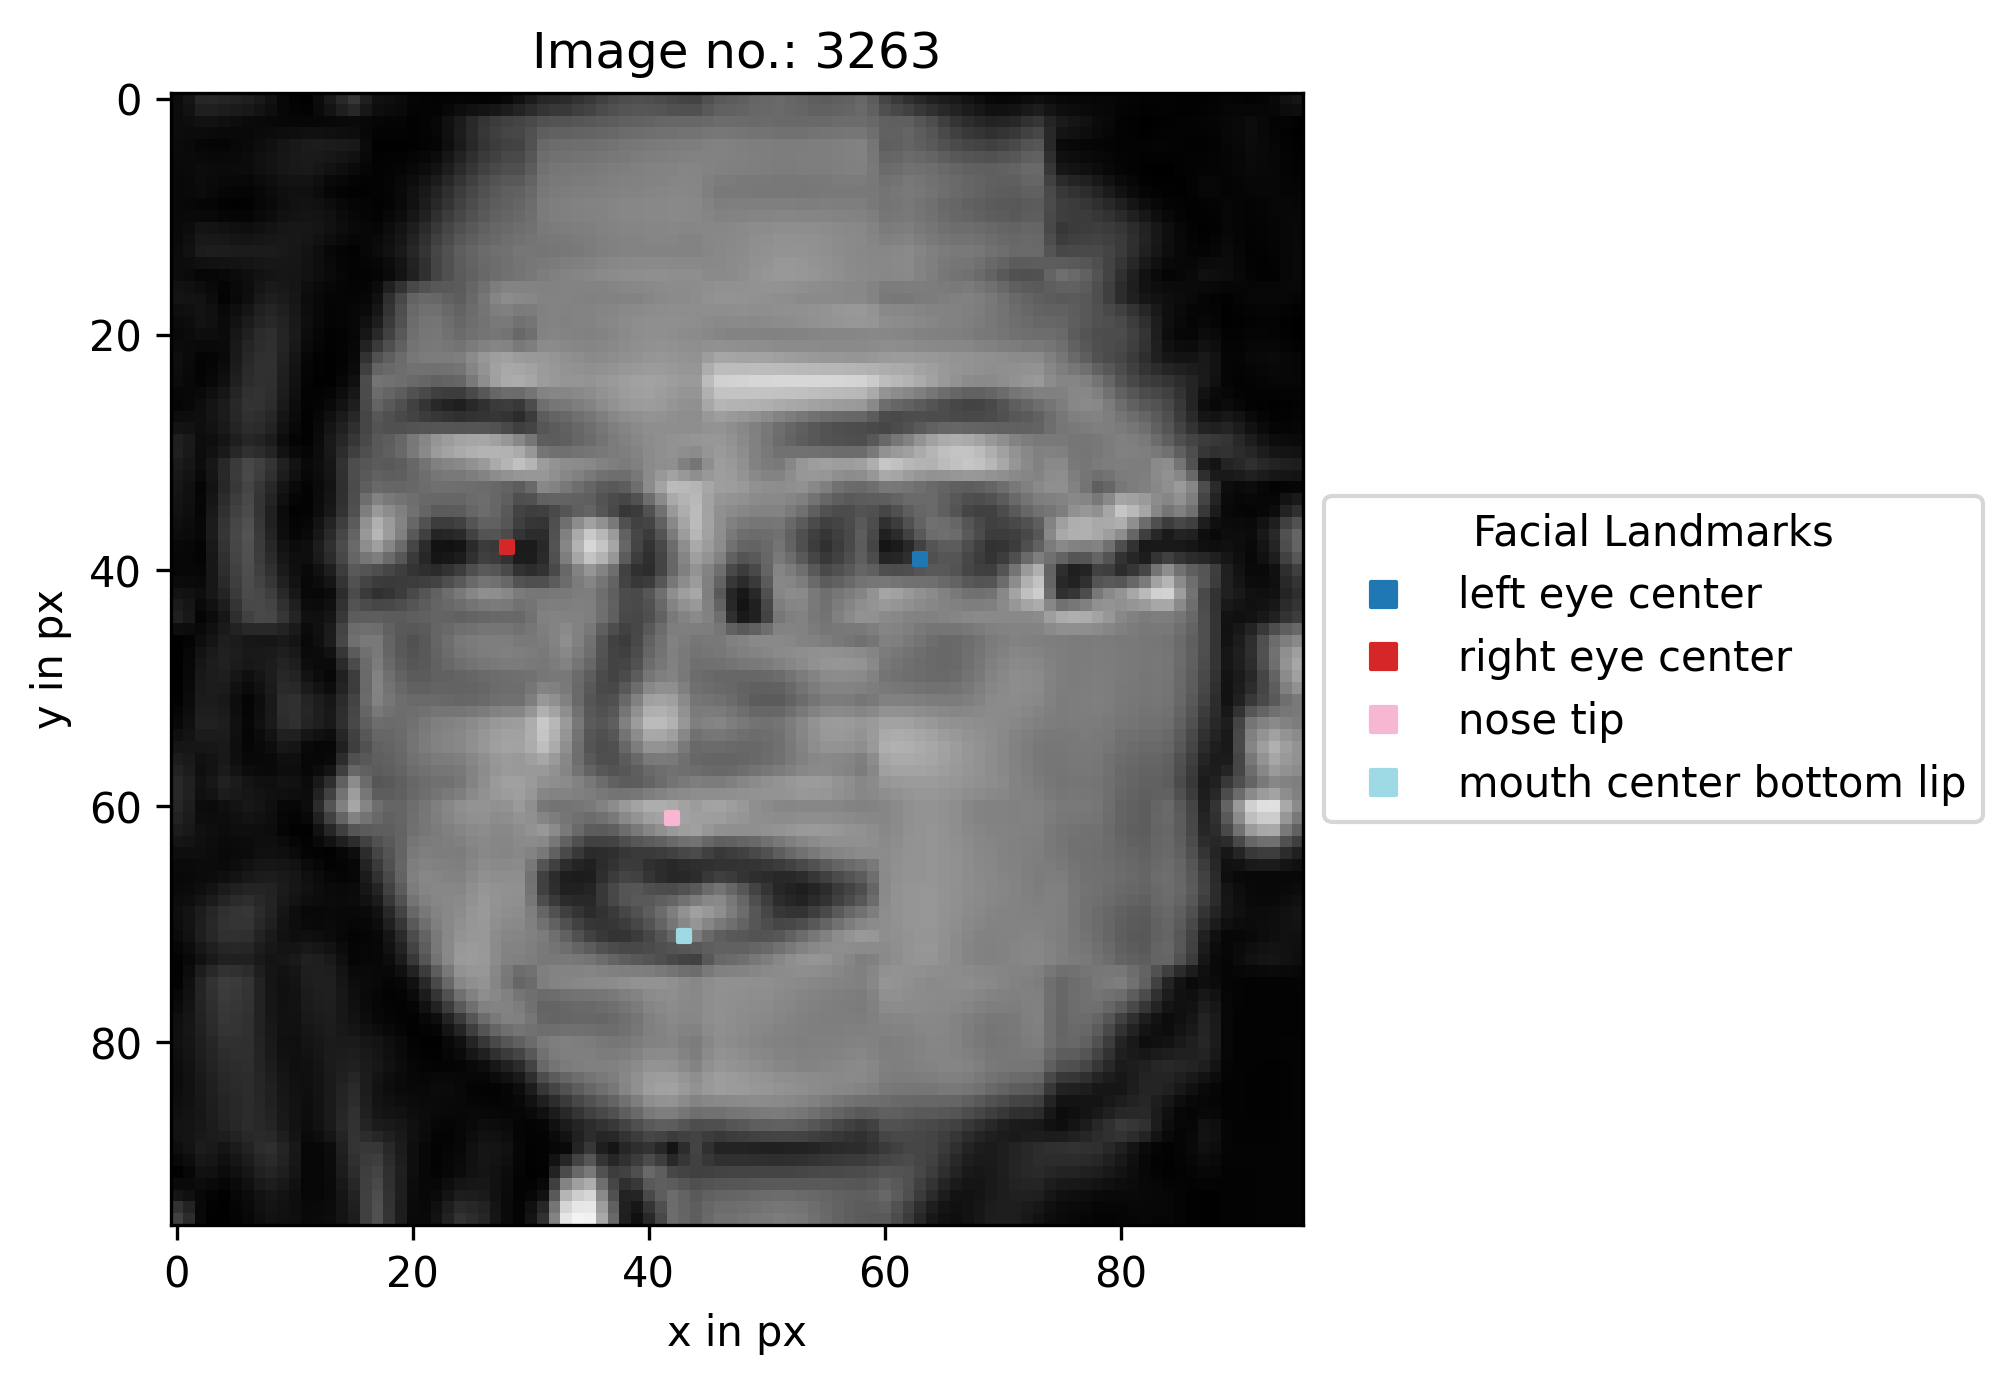 Image no.: 3263
0
20
40
60
80
y in px
0 20 40 60 80
x in px
Facial Landmarks
left eye center
right eye center
nose tip
mouth center bottom lip